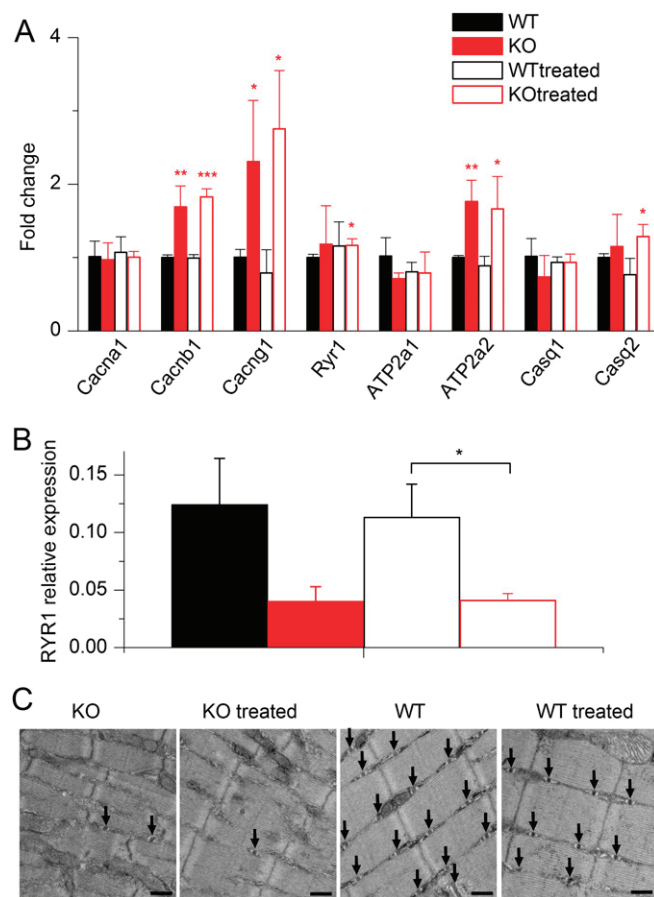 A
WT
KO
WTtreated
KOtreated
Fold change
4
2
0
* * ** *** * ** * *
Cacna1 Cacnb1 Cacng1 Ryr1 ATP2a1 ATP2a2 Casq1 Casq2
B
RYR1 relative expression
0.15
0.10
0.05
0.00
*
C
KO KO treated WT WT treated